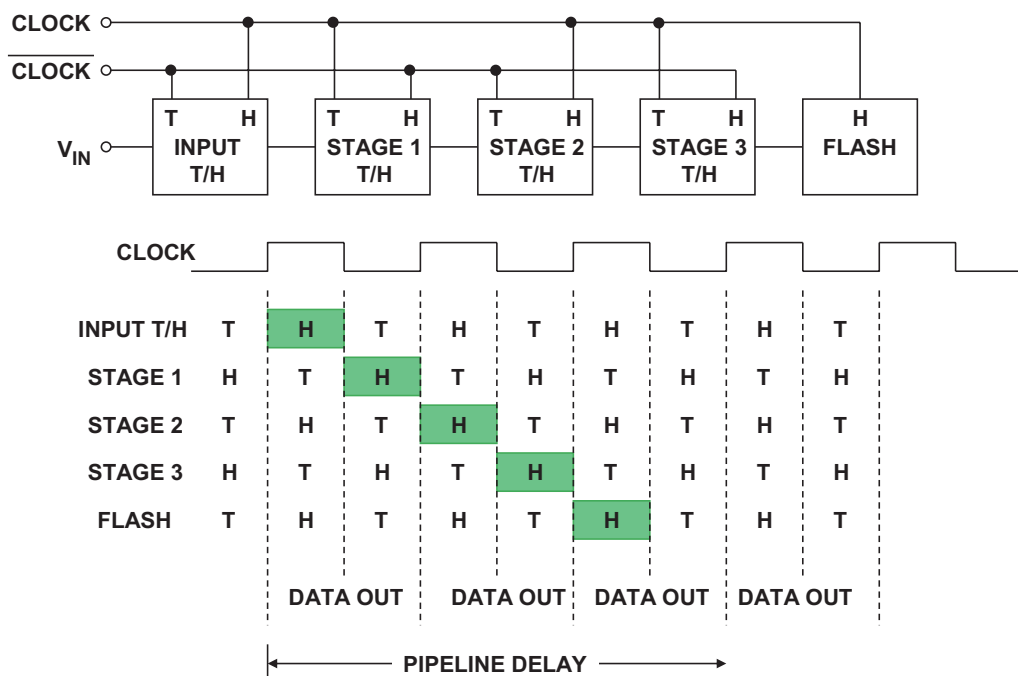 CLOCK
CLOCK
T H T H T H T H H
V_IN INPUT STAGE 1 STAGE 2 STAGE 3 FLASH
T/H T/H T/H T/H
CLOCK
INPUT T/H T H T H T H T H T
STAGE 1 H T H T H T H T H
STAGE 2 T H T H T H T H T
STAGE 3 H T H T H T H T H
FLASH T H T H T H T H T
DATA OUT DATA OUT DATA OUT DATA OUT
PIPELINE DELAY